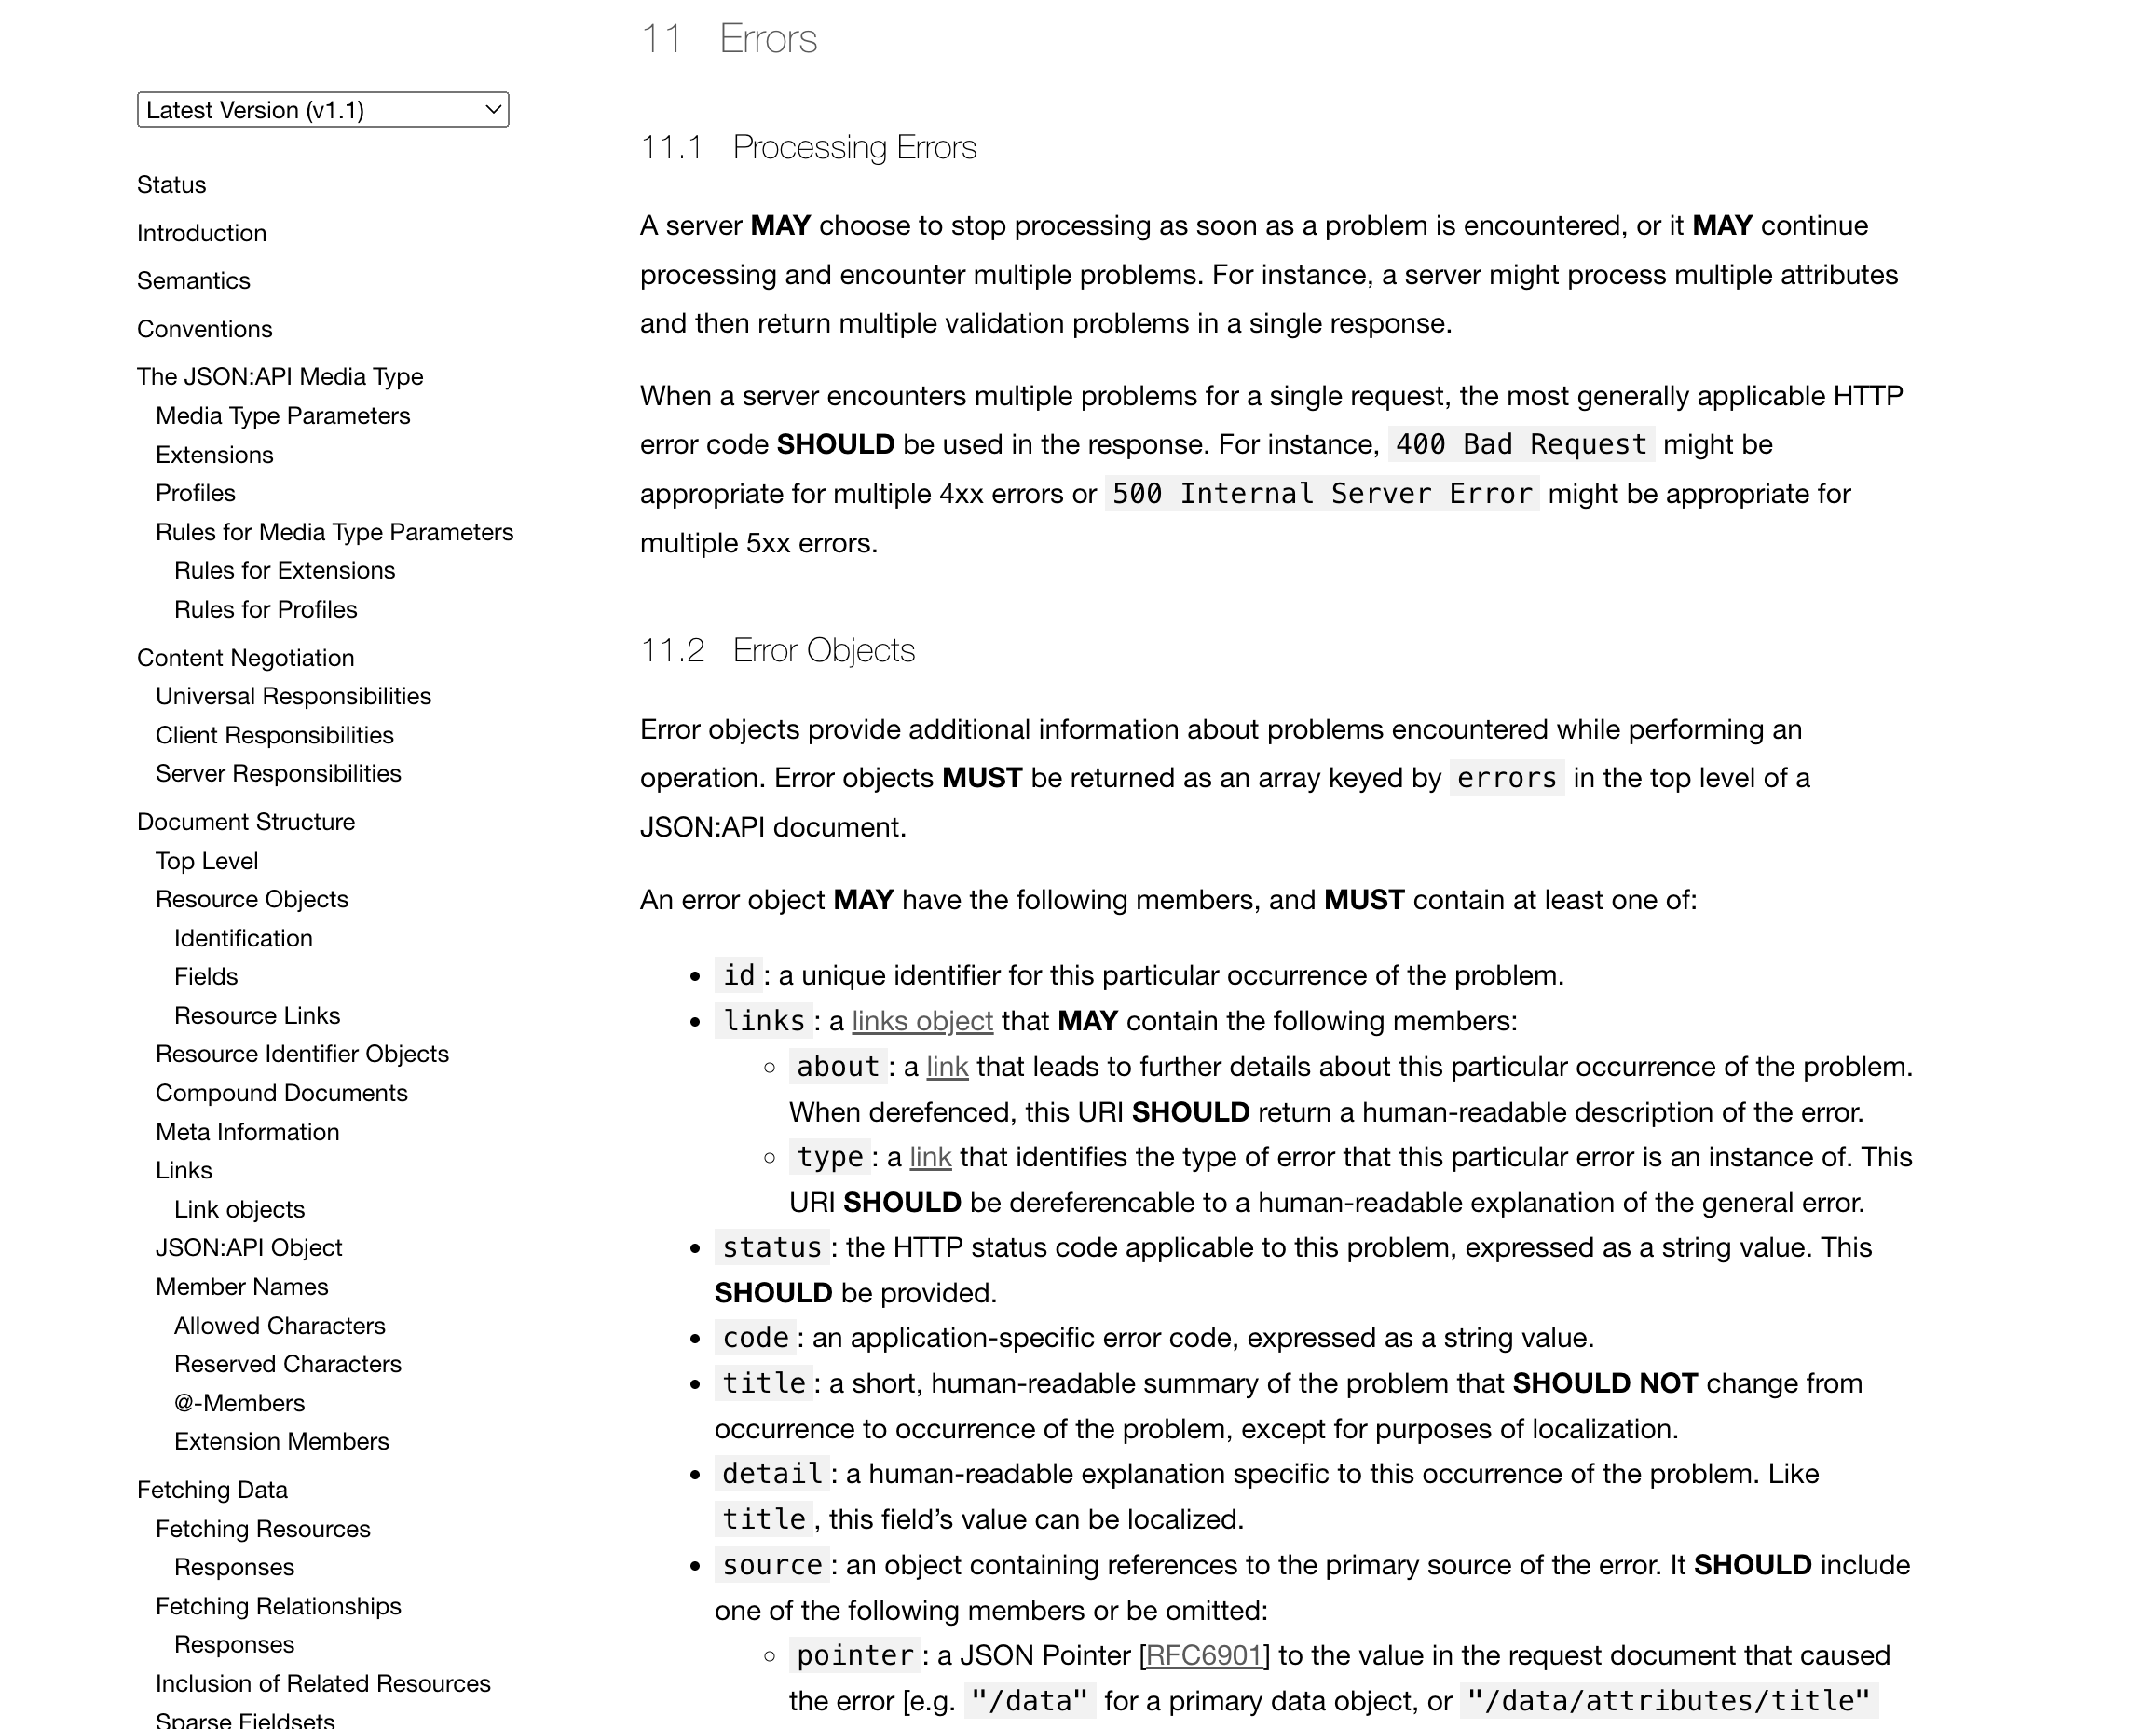 Latest Version (v1.1)
Status
Introduction
Semantics
Conventions
The JSON:API Media Type
Media Type Parameters
Extensions
Profiles
Rules for Media Type Parameters
Rules for Extensions
Rules for Profiles
Content Negotiation
Universal Responsibilities
Client Responsibilities
Server Responsibilities
Document Structure
Top Level
Resource Objects
Identification
Fields
Resource Links
Resource Identifier Objects
Compound Documents
Meta Information
Links
Link objects
JSON:API Object
Member Names
Allowed Characters
Reserved Characters
@-Members
Extension Members
Fetching Data
Fetching Resources
Responses
Fetching Relationships
Responses
Inclusion of Related Resources
Sparse Fieldsets
11 Errors
11.1 Processing Errors
A server MAY choose to stop processing as soon as a problem is encountered, or it MAY continue
processing and encounter multiple problems. For instance, a server might process multiple attributes
and then return multiple validation problems in a single response.
When a server encounters multiple problems for a single request, the most generally applicable HTTP
error code SHOULD be used in the response. For instance, 400 Bad Request might be
appropriate for multiple 4xx errors or 500 Internal Server Error might be appropriate for
multiple 5xx errors.
11.2 Error Objects
Error objects provide additional information about problems encountered while performing an
operation. Error objects MUST be returned as an array keyed by errors in the top level of a
JSON:API document.
An error object MAY have the following members, and MUST contain at least one of:
• id: a unique identifier for this particular occurrence of the problem.
• links: a links object that MAY contain the following members:
◦ about: a link that leads to further details about this particular occurrence of the problem.
When derefenced, this URI SHOULD return a human-readable description of the error.
◦ type: a link that identifies the type of error that this particular error is an instance of. This
URI SHOULD be dereferencable to a human-readable explanation of the general error.
• status: the HTTP status code applicable to this problem, expressed as a string value. This
SHOULD be provided.
• code: an application-specific error code, expressed as a string value.
• title: a short, human-readable summary of the problem that SHOULD NOT change from
occurrence to occurrence of the problem, except for purposes of localization.
• detail: a human-readable explanation specific to this occurrence of the problem. Like
title, this field’s value can be localized.
• source: an object containing references to the primary source of the error. It SHOULD include
one of the following members or be omitted:
◦ pointer: a JSON Pointer [RFC6901] to the value in the request document that caused
the error [e.g. "/data" for a primary data object, or "/data/attributes/title"